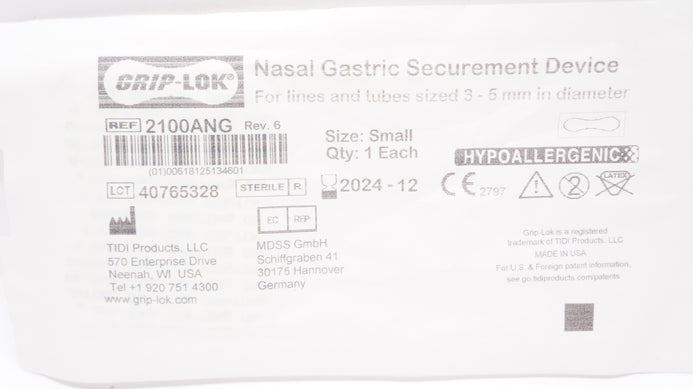 GRIP-LOK®
Nasal Gastric Securement Device
For lines and tubes sized 3 - 5 mm in diameter
REF 2100ANG Rev. 6
(01)00618125134601
Size: Small
Qty: 1 Each
HYPOALLERGENIC
LOT 40765328
STERILE R
2024 - 12
CE 2797
2
LATEX
TIDI Products, LLC
570 Enterprise Drive
Neenah, WI USA
Tel +1 920 751 4300
www.grip-lok.com
EC REP
MDSS GmbH
Schiffgraben 41
30175 Hannover
Germany
Grip-Lok is a registered
trademark of TIDI Products, LLC
MADE IN USA
For U.S. & Foreign patent information,
see go.tidiproducts.com/patents